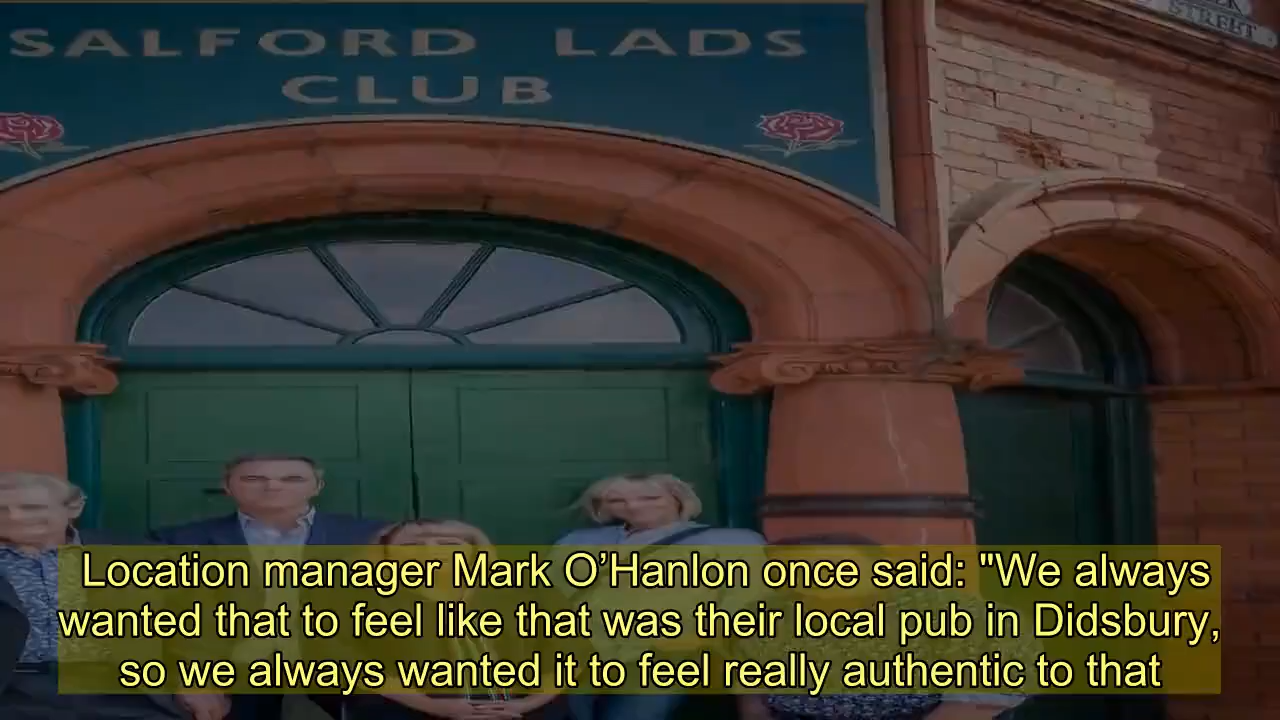 SALFORD LADS
CLUB
STREET
Location manager Mark O’Hanlon once said: "We always
wanted that to feel like that was their local pub in Didsbury,
so we always wanted it to feel really authentic to that